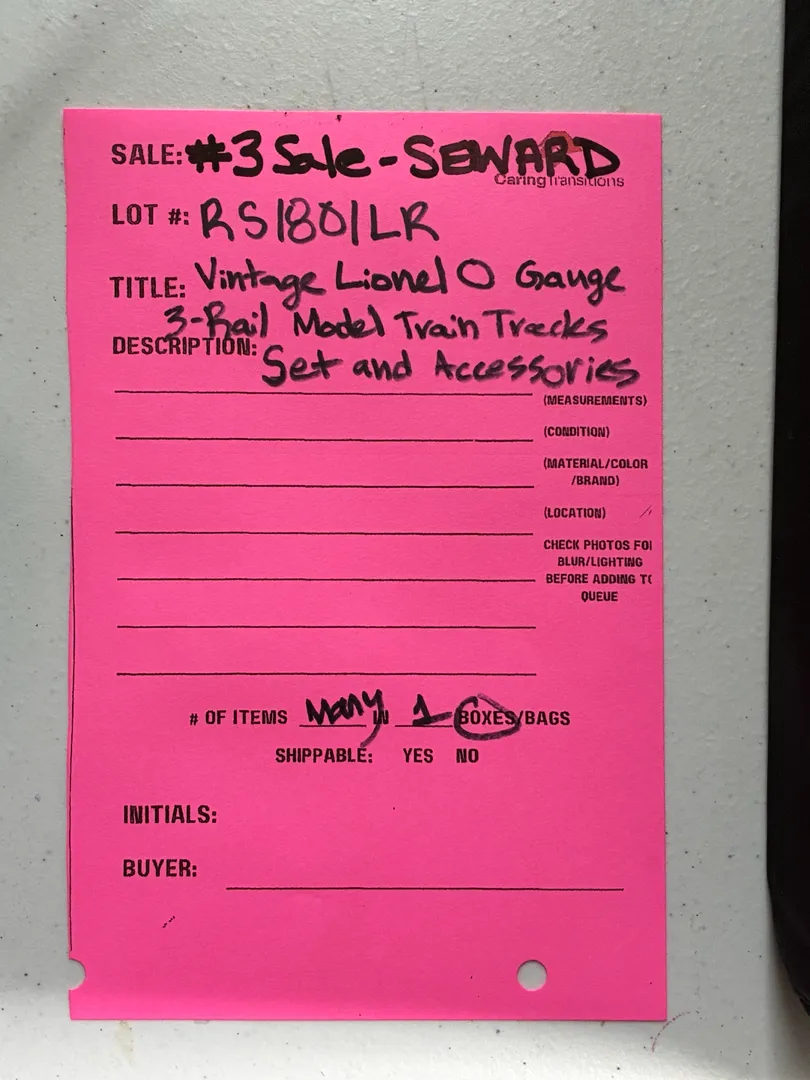 SALE: #3 Sale - SEWARD
Caring Transitions
LOT #: RS1801LR
TITLE: Vintage Lionel O Gauge
3-Rail Model Train Tracks
DESCRIPTION: Set and Accessories
(MEASUREMENTS)
(CONDITION)
(MATERIAL/COLOR
/BRAND)
(LOCATION)
CHECK PHOTOS FO
BLUR/LIGHTING
BEFORE ADDING TO
QUEUE
# OF ITEMS Many IN 1 BOXES/BAGS
SHIPPABLE: YES NO
INITIALS:
BUYER: